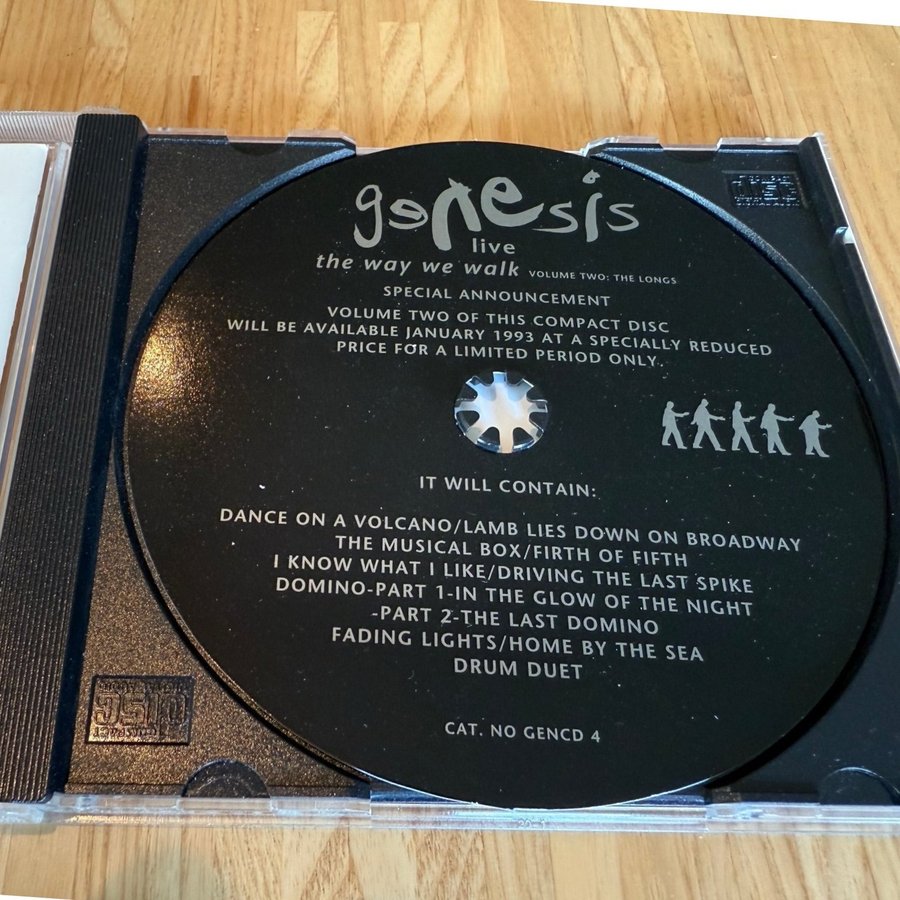 genesis
live
the way we walk VOLUME TWO: THE LONGS
SPECIAL ANNOUNCEMENT
VOLUME TWO OF THIS COMPACT DISC
WILL BE AVAILABLE JANUARY 1993 AT A SPECIALLY REDUCED
PRICE FOR A LIMITED PERIOD ONLY.
IT WILL CONTAIN:
DANCE ON A VOLCANO/LAMB LIES DOWN ON BROADWAY
THE MUSICAL BOX/FIRTH OF FIFTH
I KNOW WHAT I LIKE/DRIVING THE LAST SPIKE
DOMINO-PART 1-IN THE GLOW OF THE NIGHT
-PART 2-THE LAST DOMINO
FADING LIGHTS/HOME BY THE SEA
DRUM DUET
CAT. NO GENCD 4
COMPACT
disc
DIGITAL AUDIO